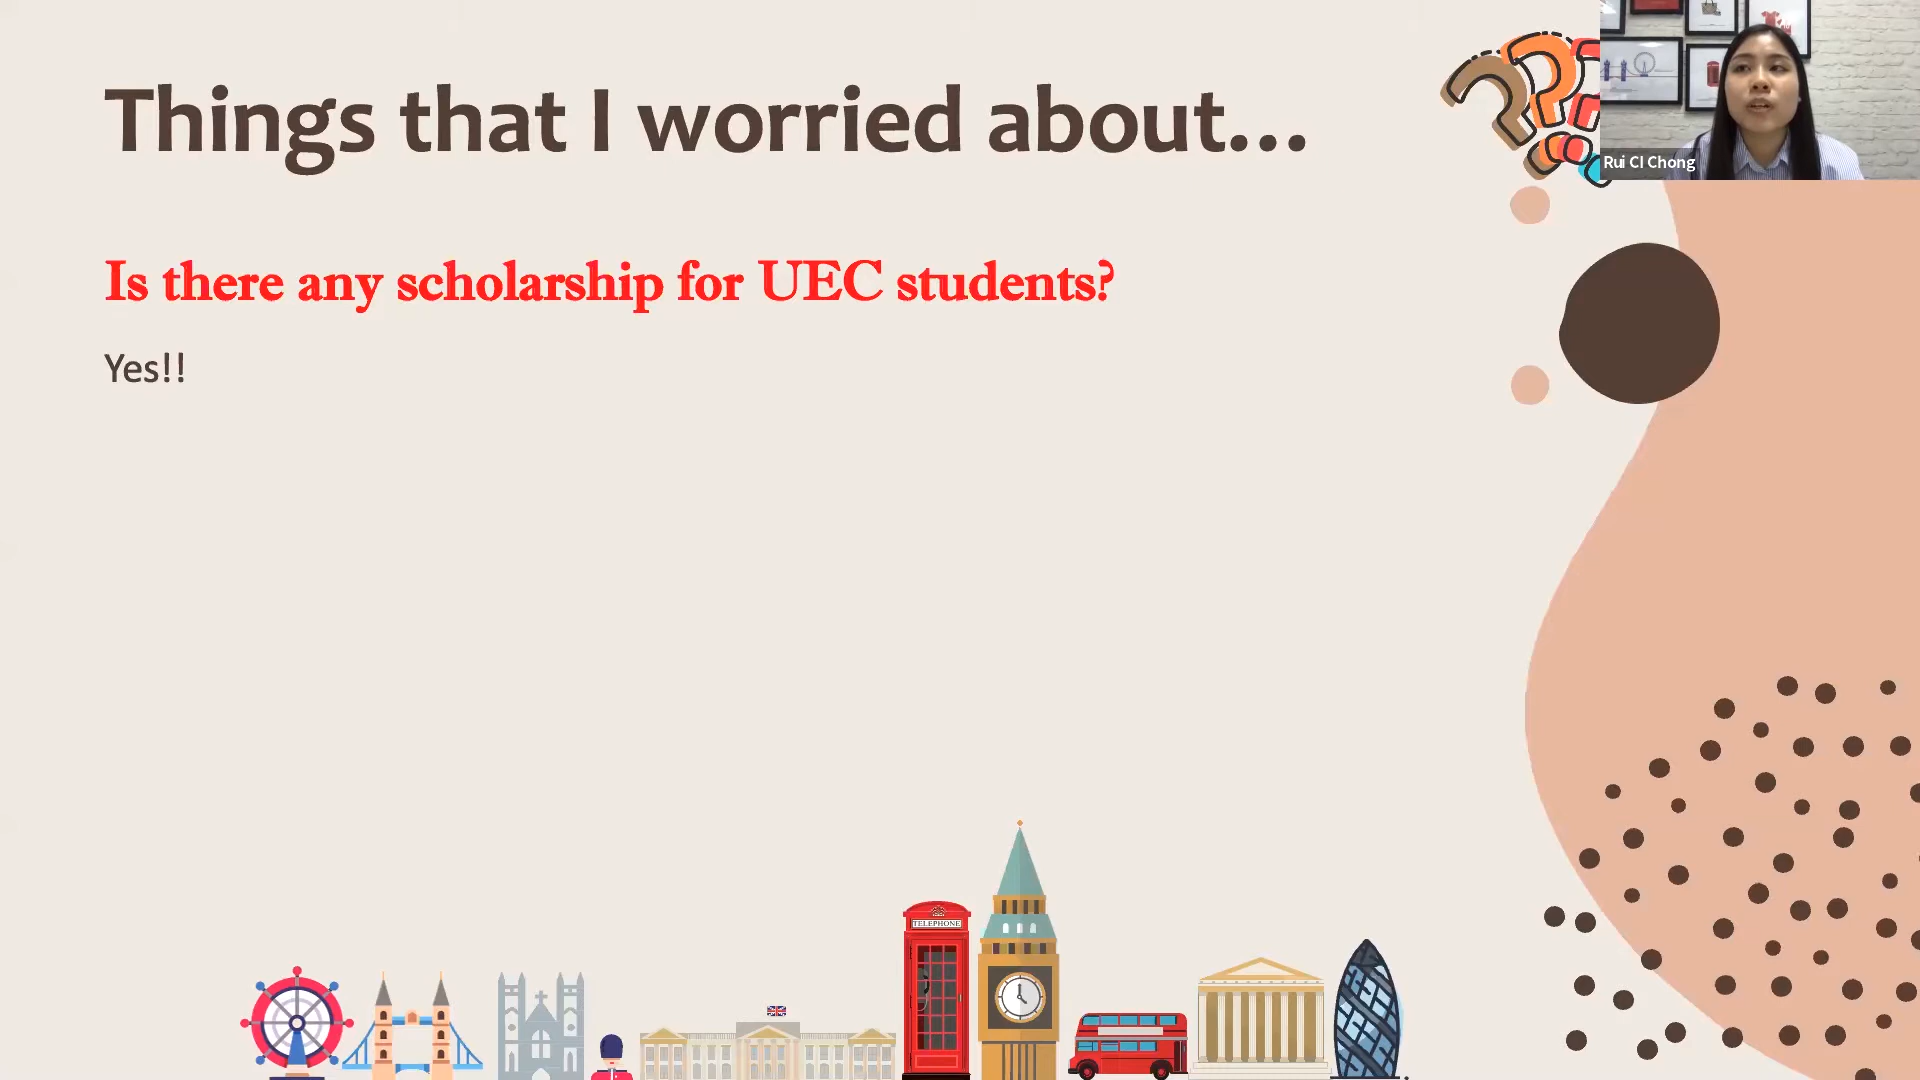 Things that I worried about...
Rui CI Chong
Is there any scholarship for UEC students?
Yes!!
TELEPHONE